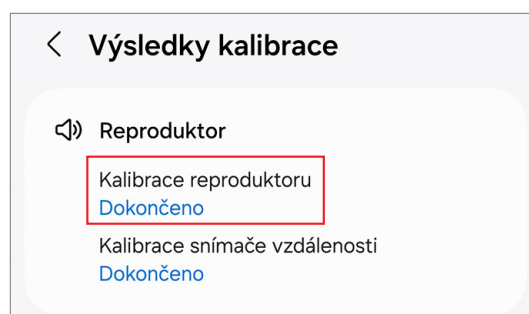 Výsledky kalibrace
Reproduktor
Kalibrace reproduktoru
Dokončeno
Kalibrace snímače vzdálenosti
Dokončeno